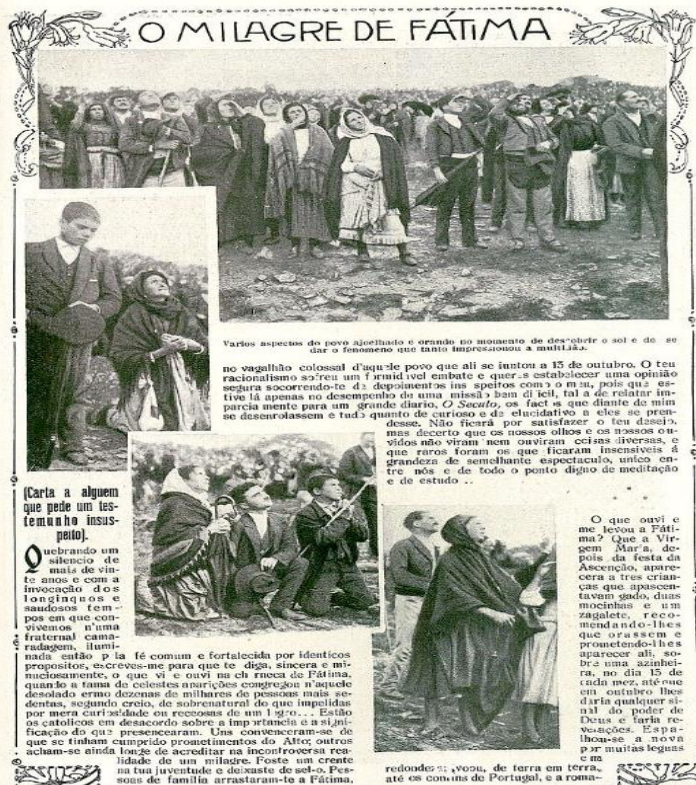 O MILAGRE DE FÁTIMA
Varios aspectos do povo ajoelhado e orando no momento de descobrir o sol e de se
dar o fenomeno que tanto impressionou a multidão.
(Carta a alguem
que pede um tes-
temunho insus-
peito).
Quebrando um
silencio de
mais de vin-
te anos e com a
invocação dos
longinquos e
saudosos tem-
pos em que con-
vivemos n'uma
fraternal cama-
radagem, ilumi-
nada então p la fé comum e fortalecida por identicos
propositos, escreves-me para que te diga, sincera e mi-
nuciosamente, o que vi e ouvi na ch rneca de Fátima,
quando a fama de celestes aparições congregou n'aquele
desolado ermo dezenas de milhares de pessoas mais se-
dentas, segundo creio, de sobrenatural do que impelidas
por mera curiosidade ou receosas de um l gro... Estão
os catolicos em desacordo sobre a importancia e a signi-
ficação do que presencearam. Uns convenceram-se de
que se tinham cumprido prometimentos do Alto; outros
acham-se ainda longe de acreditar na incontroversa rea-
lidade de um milagre. Foste um crente
na tua juventude e deixaste de sel-o. Pes-
soas de familia arrastaram-te a Fátima,
no vagalhão colossal d'aquele povo que ali se juntou a 13 de outubro. O teu
racionalismo sofreu um formidavel embate e queres estabelecer uma opinião
segura socorrendo-te de depoimentos insuspeitos como o meu, pois que es-
tive lá apenas no desempenho de uma missão bem dificil, tal a de relatar im-
parcialmente para um grande diario, O Seculo, os factos que diante de mim
se desenrolassem e tudo quanto de curioso e de elucidativo a eles se pren-
desse. Não ficará por satisfazer o teu desejo,
mas decerto que os nossos olhos e os nossos ou-
vidos não viram nem ouviram coisas diversas, e
que raros foram os que ficaram insensiveis á
grandeza de semelhante espectaculo, unico en-
tre nós e de todo o ponto digno de meditação
e de estudo ..
O que ouvi e
me levou a Fáti-
ma? Que a Vir-
gem Maria, de-
pois da festa da
Ascenção, apare-
cera a tres crian-
ças que apascen-
tavam gado, duas
mocinhas e um
zagalete, reco-
mendando-lhes
que orassem e
prometendo-lhes
aparecer ali, so-
bre uma azinhei-
ra, no dia 13 de
cada mez, até que
em outubro lhes
daria qualquer si-
nal do poder de
Deus e faria re-
velações. Espa-
lhou-se a nova
por muitas leguas
em
redondeza; voou, de terra em terra,
até os confins de Portugal, e a roma-